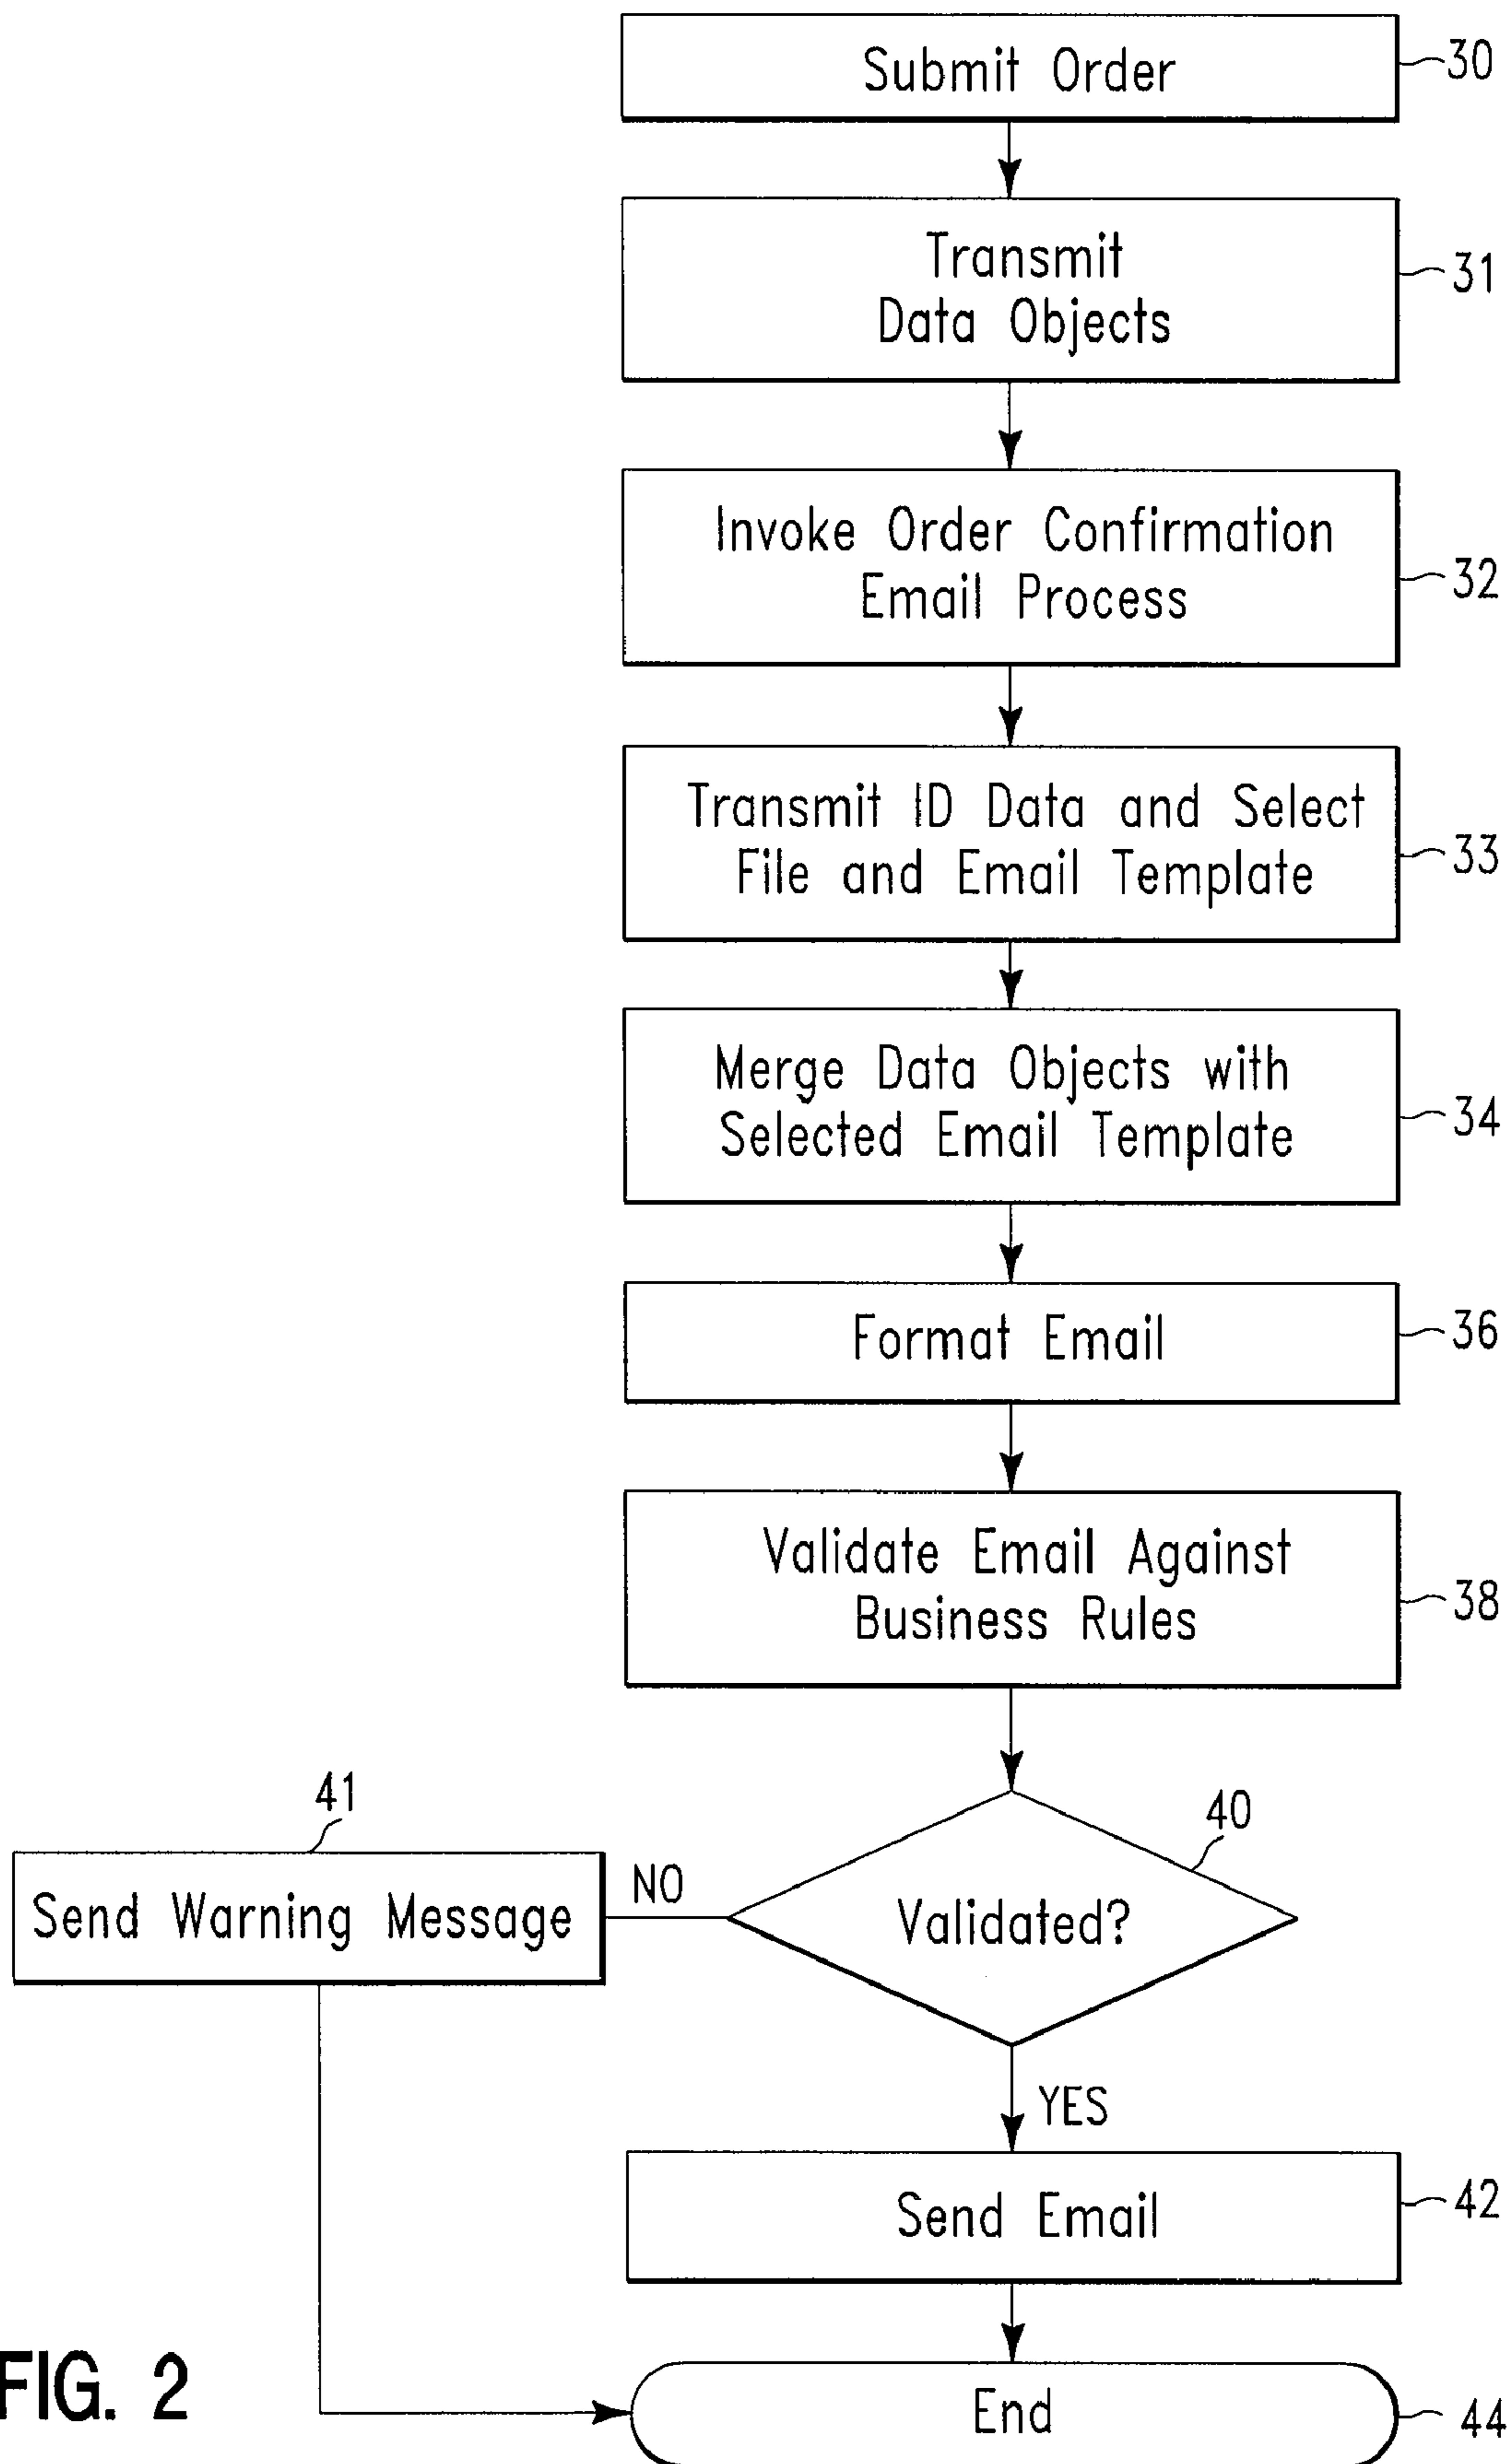 Submit Order
30
Transmit
Data Objects
31
Invoke Order Confirmation
Email Process
32
Transmit ID Data and Select
File and Email Template
33
Merge Data Objects with
Selected Email Template
34
Format Email
36
Validate Email Against
Business Rules
38
41
40
Send Warning Message
NO
Validated?
YES
Send Email
42
End
44
FIG. 2